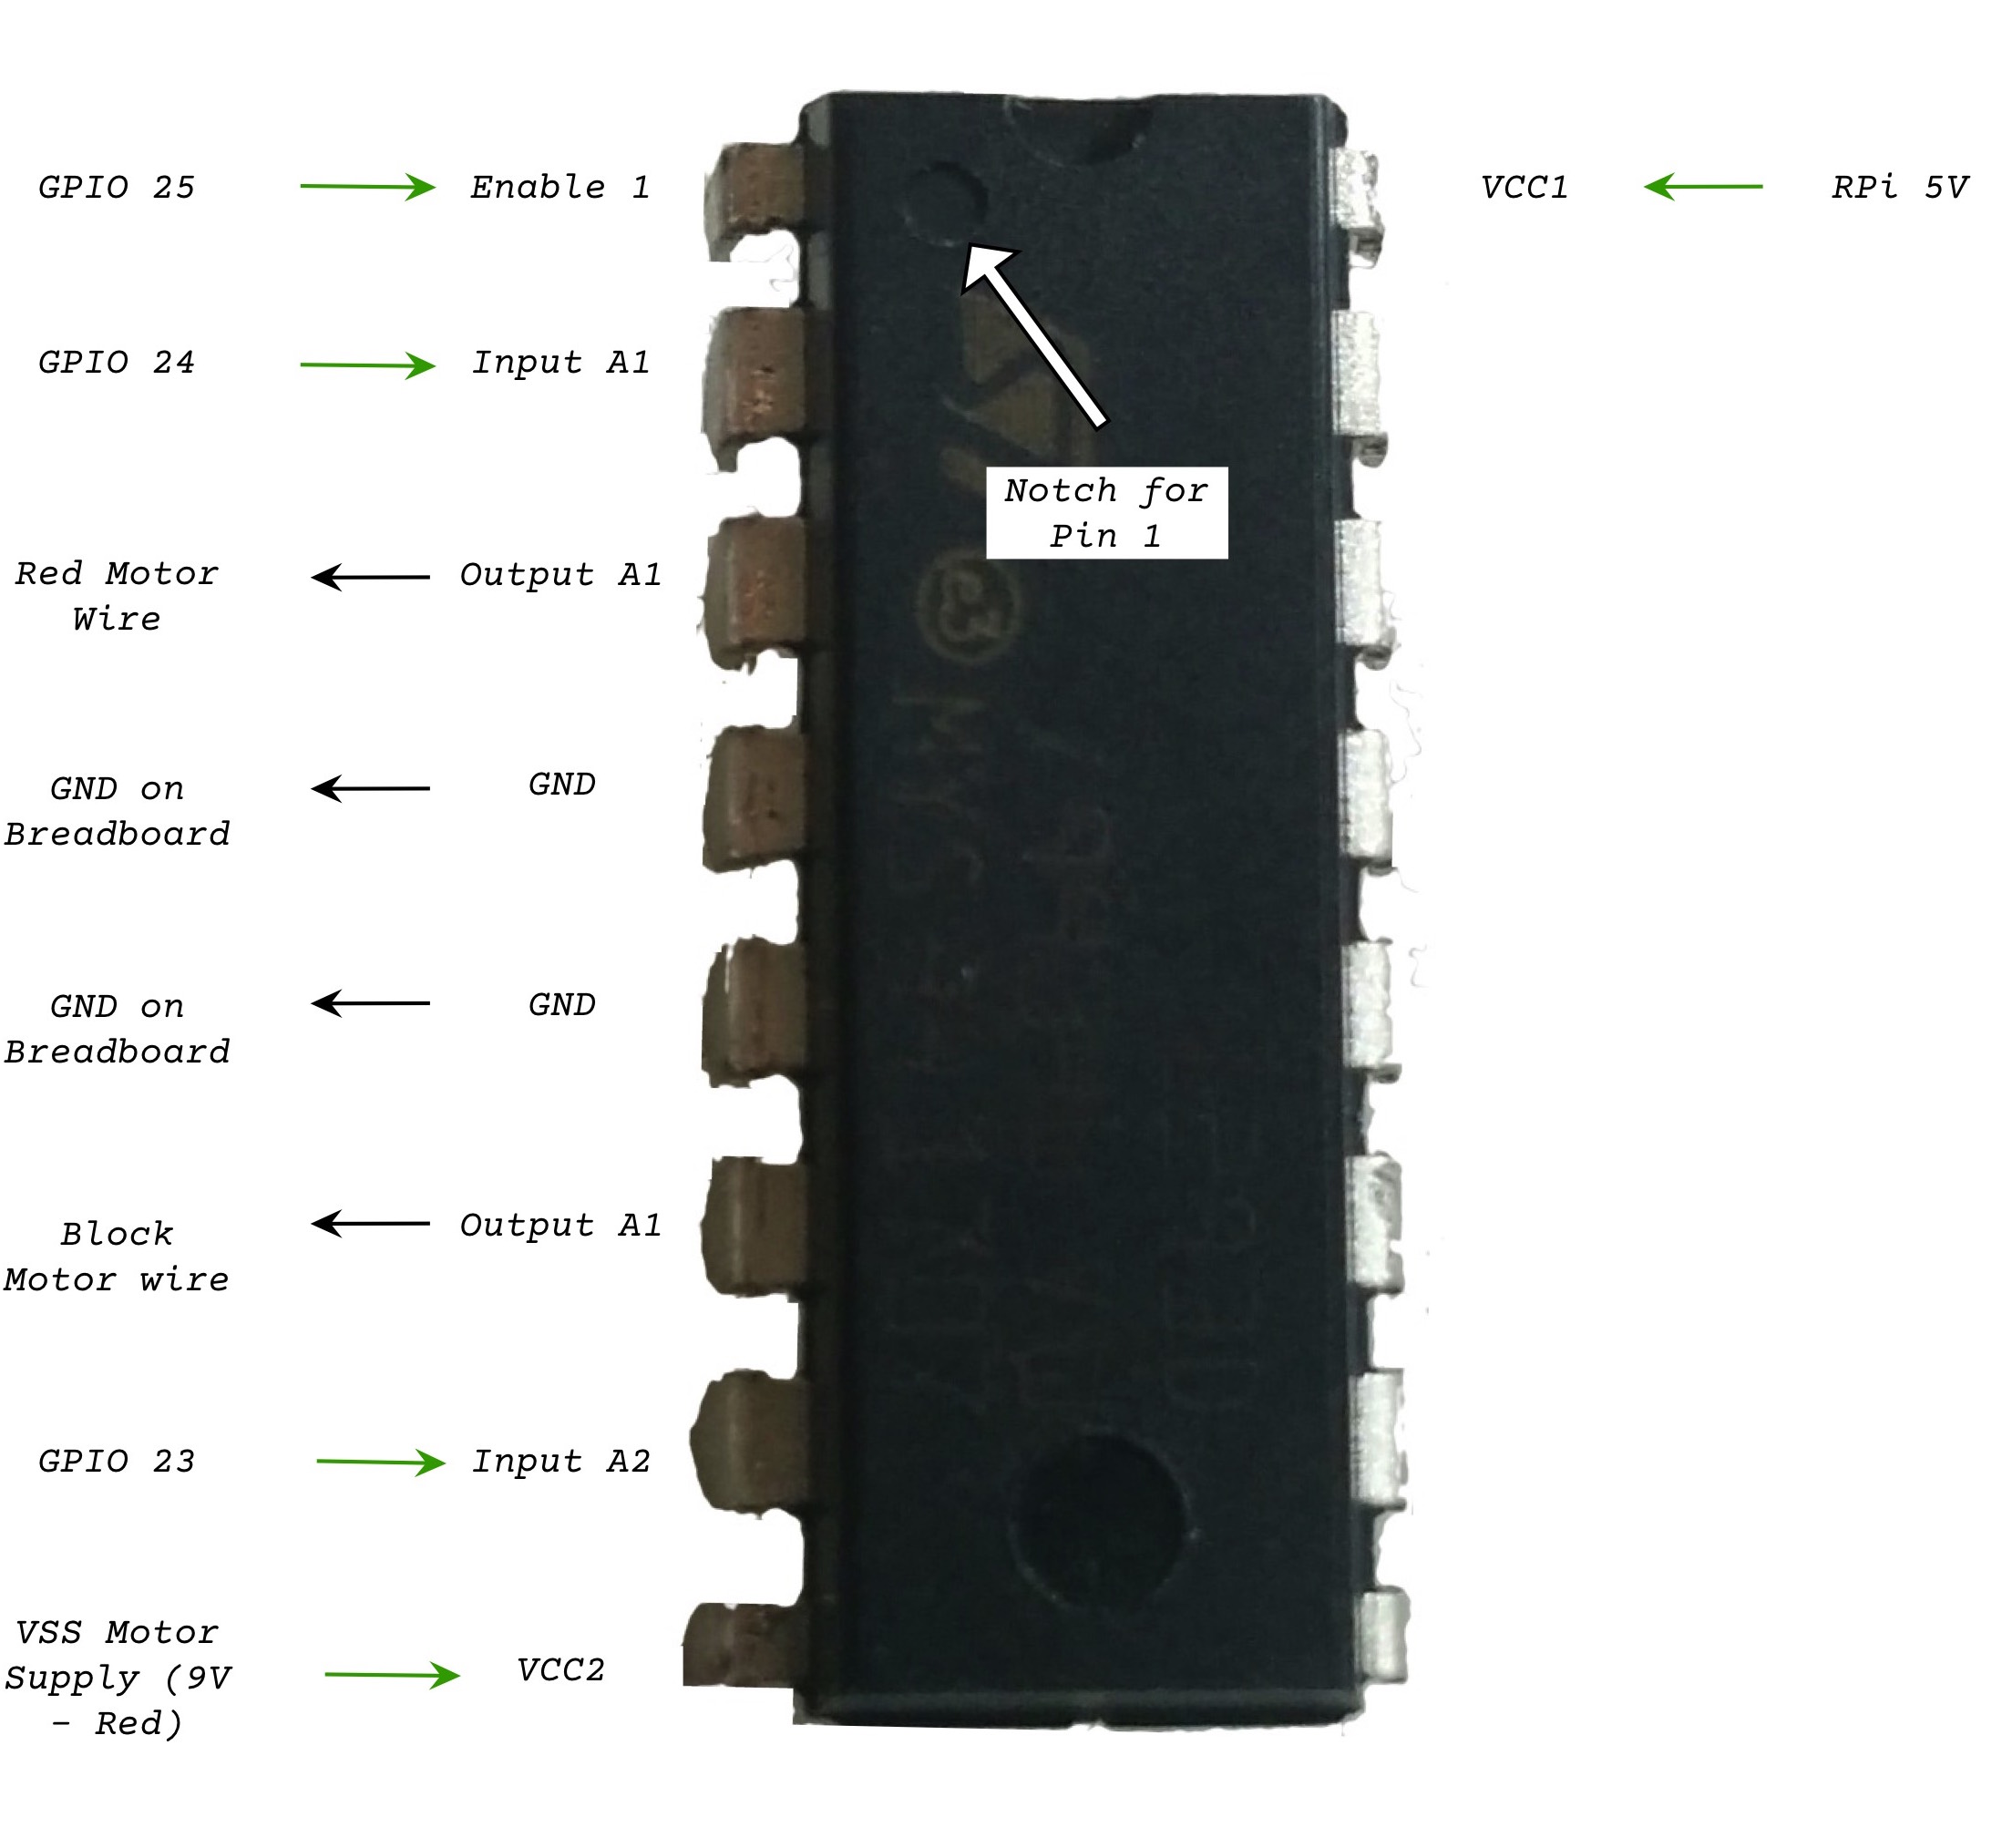 GPIO 25
Enable 1
VCC1
RPi 5V
GPIO 24
Input A1
Notch for
Pin 1
Red Motor
Wire
Output A1
e3
GND on
Breadboard
GND
GND on
Breadboard
GND
Block
Motor wire
Output A1
GPIO 23
Input A2
VSS Motor
Supply (9V
- Red)
VCC2